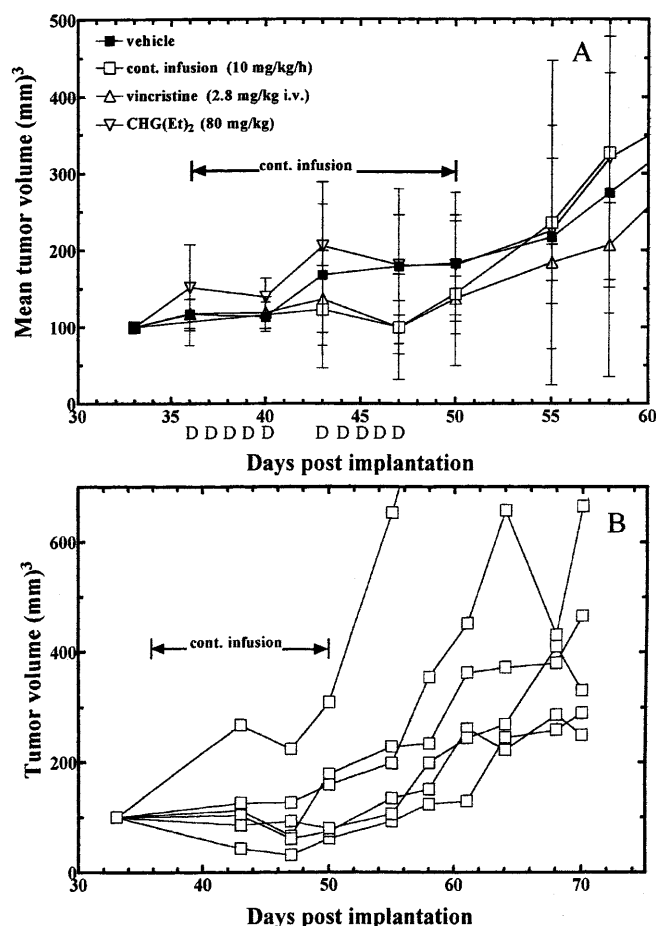 500
A
vehicle
cont. infusion (10 mg/kg/h)
400
vincristine (2.8 mg/kg i.v.)
CHG(Et)2 (80 mg/kg)
300
cont. infusion
200
100
0
Mean tumor volume (mm)3
30 35 40 45 50 55 60
D D D D D D D D D D
Days post implantation
B
600
cont. infusion
400
200
0
Tumor volume (mm)3
30 40 50 60 70
Days post implantation